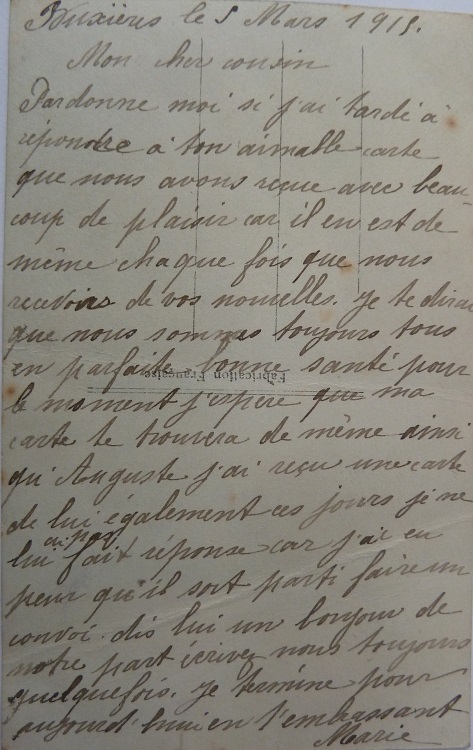 Buxières le 5 Mars 1915.
Mon cher cousin
Pardonne moi si j'ai tardé à
répondre à ton aimable carte
que nous avons reçue avec beau-
coup de plaisir car il en est de
même chaque fois que nous
recevoirs de vos nouvelles. Je te dirai
que nous sommes toujours tous
en parfaite bonne santé pour
Fabrication Française
le moment j'espère que ma
carte te trouvera de même ainsi
qu'Auguste j'ai reçu une carte
de lui également ces jours je ne
lui ai pas fait réponse car j'ai eu
peur qu'il soit parti faire un
convoi. dis lui un bonjour de
notre part écrivez nous toujours
quelquefois. Je termine pour
aujourd'hui en t'embrassant
Marie